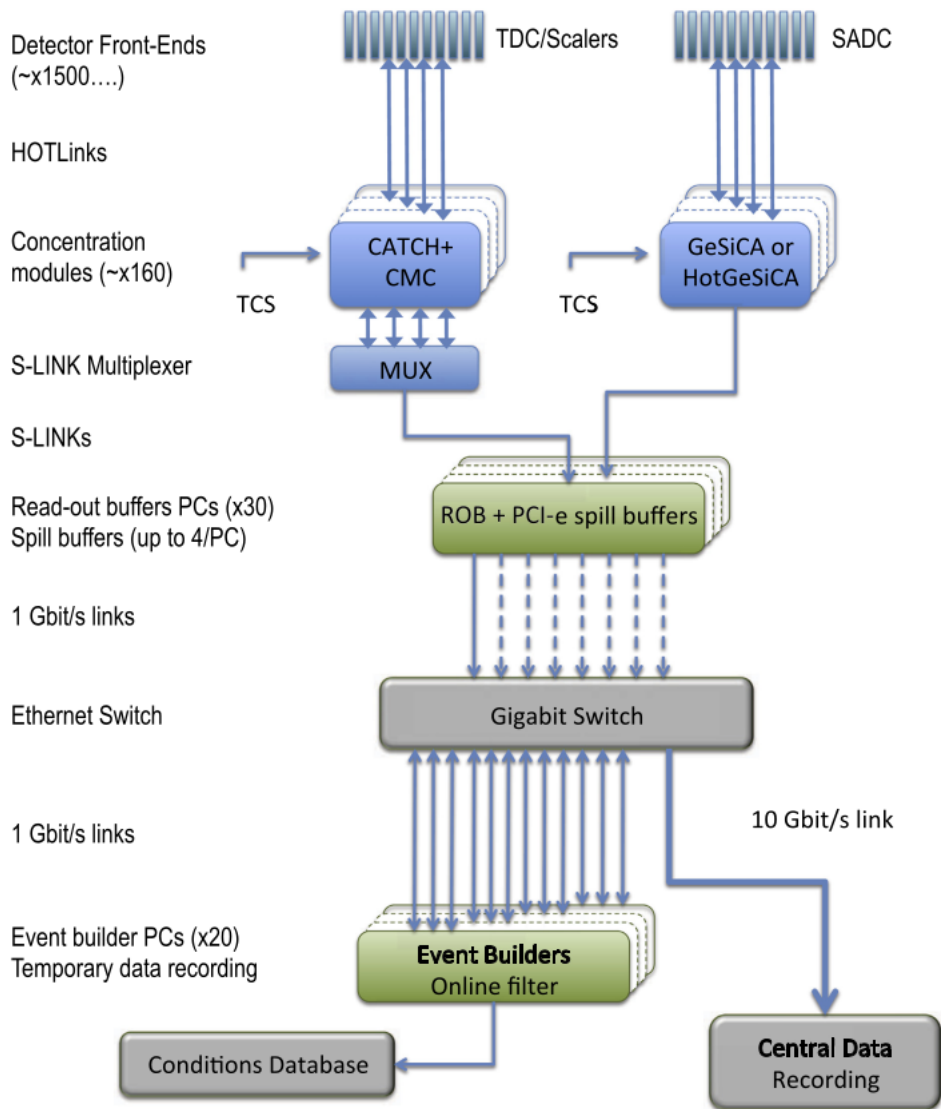 Detector Front-Ends
(~x1500....)
TDC/Scalers
SADC
HOTLinks
Concentration
modules (~x160)
CATCH+
CMC
GeSiCA or
HotGeSiCA
TCS
TCS
S-LINK Multiplexer
MUX
S-LINKs
Read-out buffers PCs (x30)
Spill buffers (up to 4/PC)
ROB + PCI-e spill buffers
1 Gbit/s links
Ethernet Switch
Gigabit Switch
1 Gbit/s links
10 Gbit/s link
Event builder PCs (x20)
Temporary data recording
Event Builders
Online filter
Conditions Database
Central Data
Recording